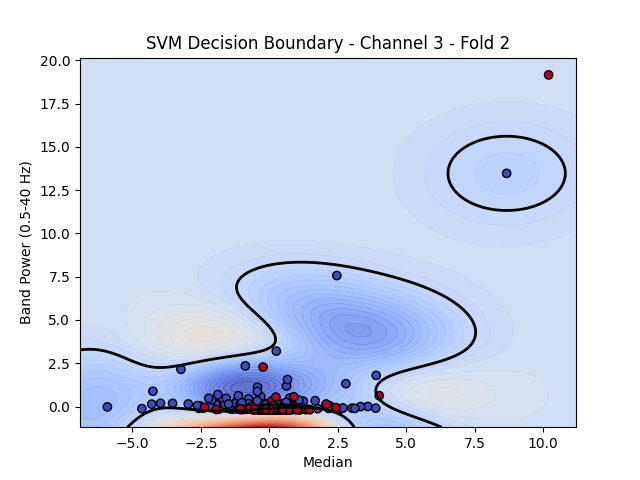 SVM Decision Boundary - Channel 3 - Fold 2
20.0
17.5
15.0
12.5
10.0
7.5
5.0
2.5
0.0
Band Power (0.5-40 Hz)
−5.0 −2.5 0.0 2.5 5.0 7.5 10.0
Median